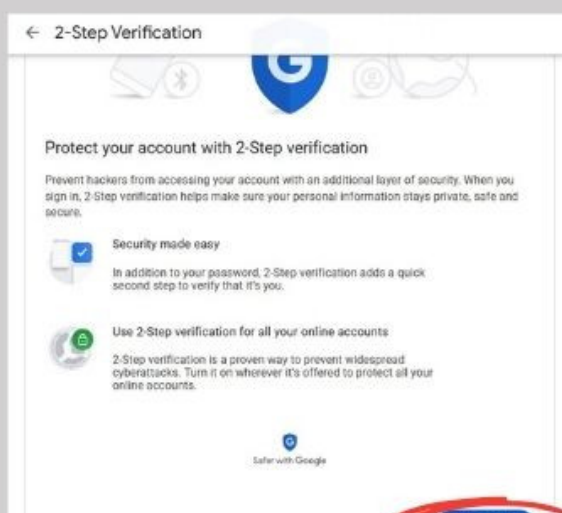 ← 2-Step Verification
G
Protect your account with 2-Step verification
Prevent hackers from accessing your account with an additional layer of security. When you
sign in, 2-Step verification helps make sure your personal information stays private, safe and
secure.
Security made easy
In addition to your password, 2-Step verification adds a quick
second step to verify that it's you.
Use 2-Step verification for all your online accounts
2-Step verification is a proven way to prevent widespread
cyberattacks. Turn it on wherever it's offered to protect all your
online accounts.
G
Safer with Google